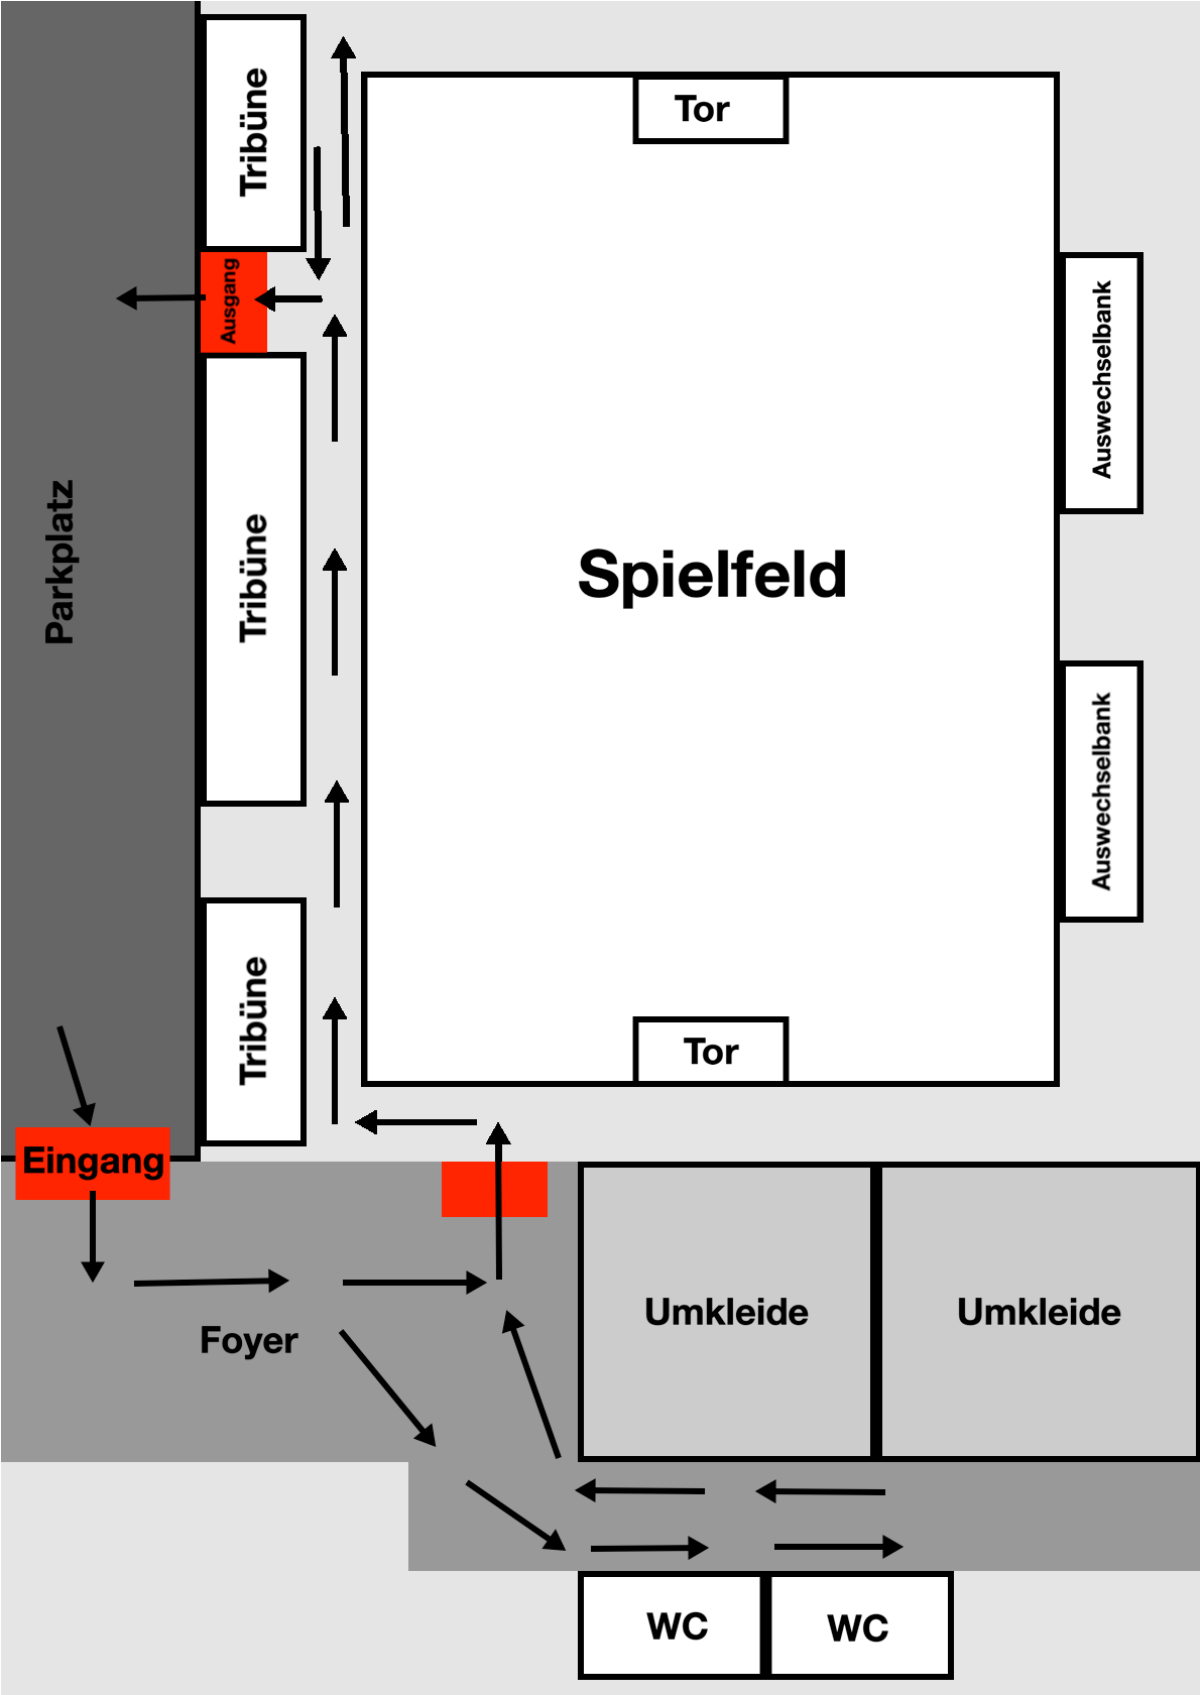 Tribüne
Tor
Ausgang
Auswechselbank
Parkplatz
Tribüne
Spielfeld
Auswechselbank
Tribüne
Tor
Eingang
Foyer
Umkleide
Umkleide
WC
WC